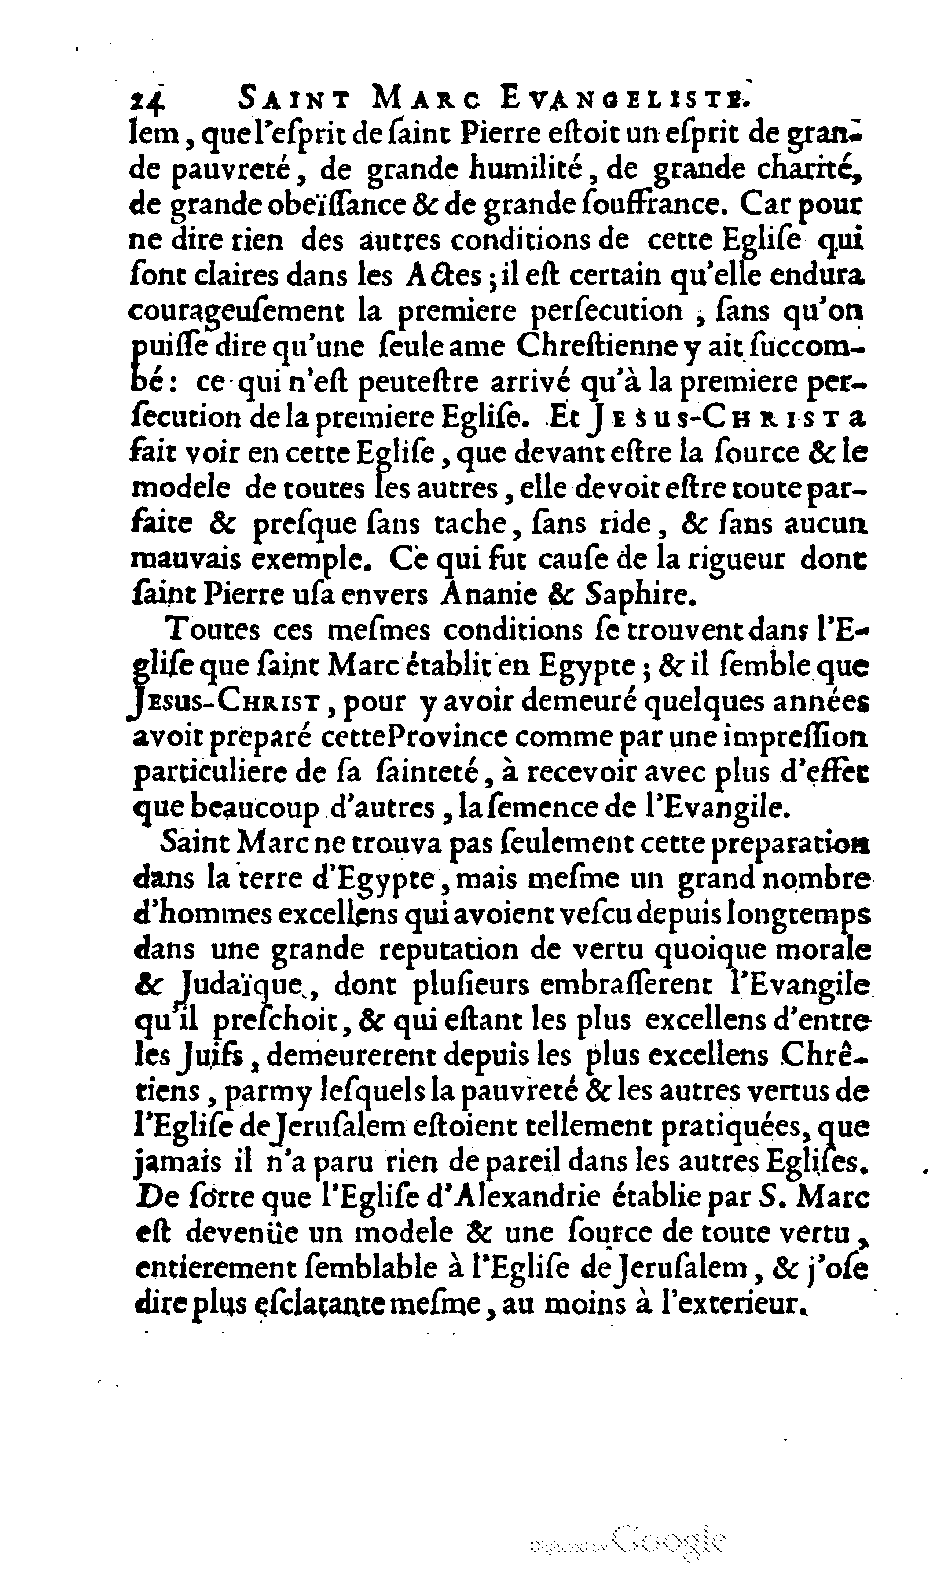 24 SAINT MARC EVANGELISTE.
lem, que l'eſprit de ſaint Pierre eſtoit un eſprit de gran-
de pauvreté, de grande humilité, de grande charité,
de grande obeïſſance & de grande ſouffrance. Car pour
ne dire rien des autres conditions de cette Egliſe qui
ſont claires dans les Actes; il eſt certain qu'elle endura
courageuſement la premiere perſecution, ſans qu'on
puiſſe dire qu'une ſeule ame Chreſtienne y ait ſuccom-
bé: ce qui n'eſt peuteſtre arrivé qu'à la premiere per-
ſecution de la premiere Egliſe. Et JESUS-CHRIST a
fait voir en cette Egliſe, que devant eſtre la ſource & le
modele de toutes les autres, elle devoit eſtre toute par-
faite & preſque ſans tache, ſans ride, & ſans aucun
mauvais exemple. Ce qui fut cauſe de la rigueur dont
ſaint Pierre uſa envers Ananie & Saphire.
Toutes ces meſmes conditions ſe trouvent dans l'E-
gliſe que ſaint Marc établit en Egypte; & il ſemble que
JESUS-CHRIST, pour y avoir demeuré quelques années
avoit preparé cette Province comme par une impreſſion
particuliere de ſa ſainteté, à recevoir avec plus d'effet
que beaucoup d'autres, la ſemence de l'Evangile.
Saint Marc ne trouva pas ſeulement cette preparation
dans la terre d'Egypte, mais meſme un grand nombre
d'hommes excellens qui avoient veſcu depuis longtemps
dans une grande reputation de vertu quoique morale
& Judaïque, dont pluſieurs embraſſerent l'Evangile
qu'il preſchoit, & qui eſtant les plus excellens d'entre
les Juifs, demeurerent depuis les plus excellens Chrê-
tiens, parmy leſquels la pauvreté & les autres vertus de
l'Egliſe de Jeruſalem eſtoient tellement pratiquées, que
jamais il n'a paru rien de pareil dans les autres Egliſes.
De ſorte que l'Egliſe d'Alexandrie établie par S. Marc
eſt devenüe un modele & une ſource de toute vertu,
entierement ſemblable à l'Egliſe de Jeruſalem, & j'oſe
dire plus eſclatante meſme, au moins à l'exterieur.
Google